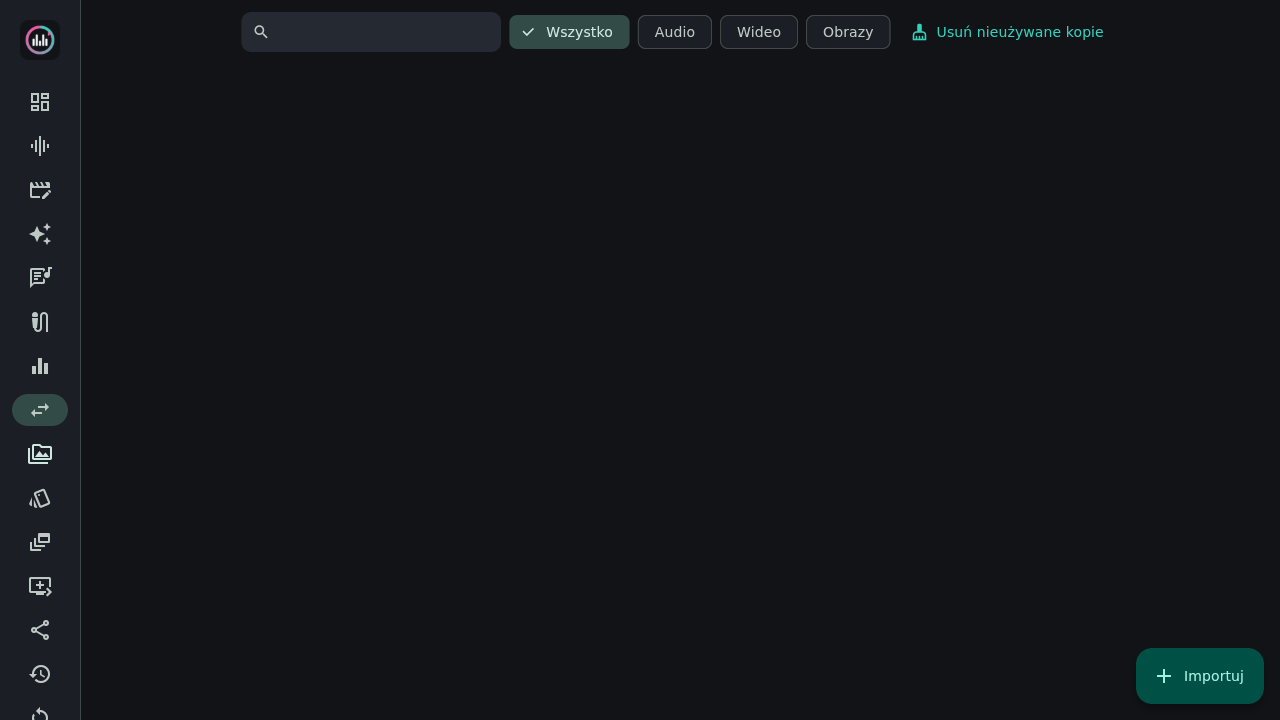 Wszystko
Audio
Wideo
Obrazy
Usuń nieużywane kopie
Importuj